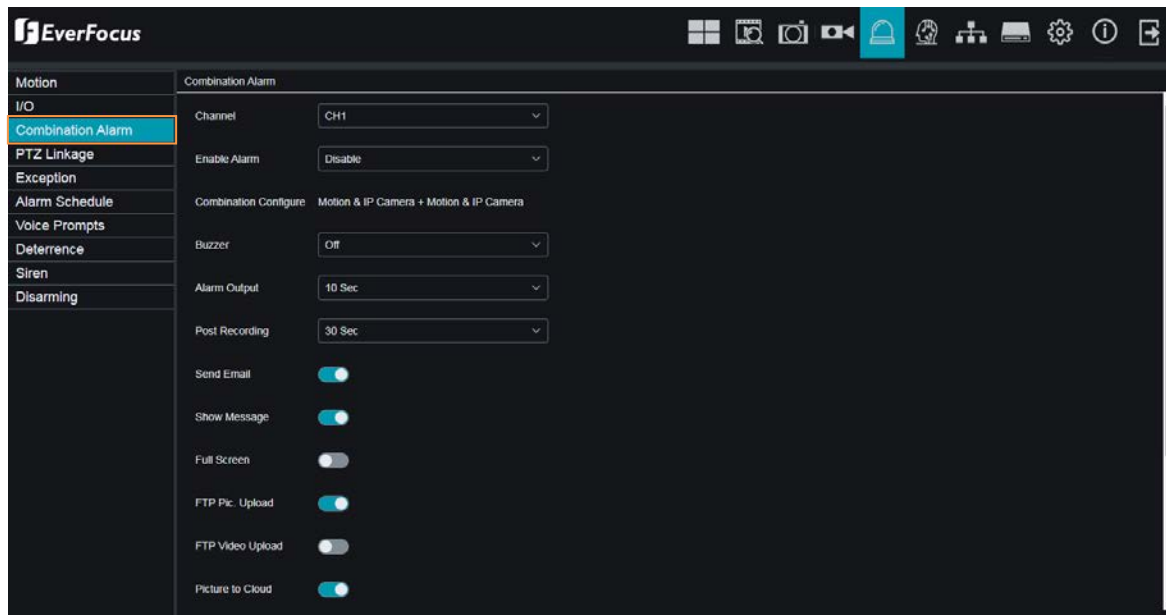 EverFocus
Motion
I/O
Combination Alarm
PTZ Linkage
Exception
Alarm Schedule
Voice Prompts
Deterrence
Siren
Disarming
Combination Alarm
Channel CH1
Enable Alarm Disable
Combination Configure Motion & IP Camera + Motion & IP Camera
Buzzer Off
Alarm Output 10 Sec
Post Recording 30 Sec
Send Email
Show Message
Full Screen
FTP Pic. Upload
FTP Video Upload
Picture to Cloud